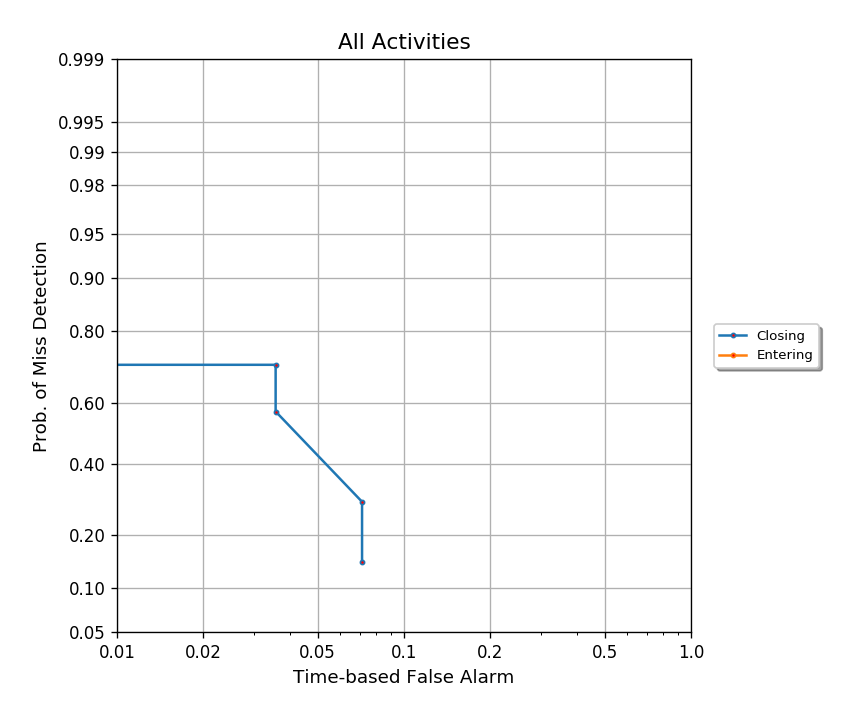 All Activities
0.999
0.995
0.99
0.98
0.95
0.90
0.80
0.60
0.40
0.20
0.10
0.05
Prob. of Miss Detection
0.01 0.02 0.05 0.1 0.2 0.5 1.0
Time-based False Alarm
Closing
Entering